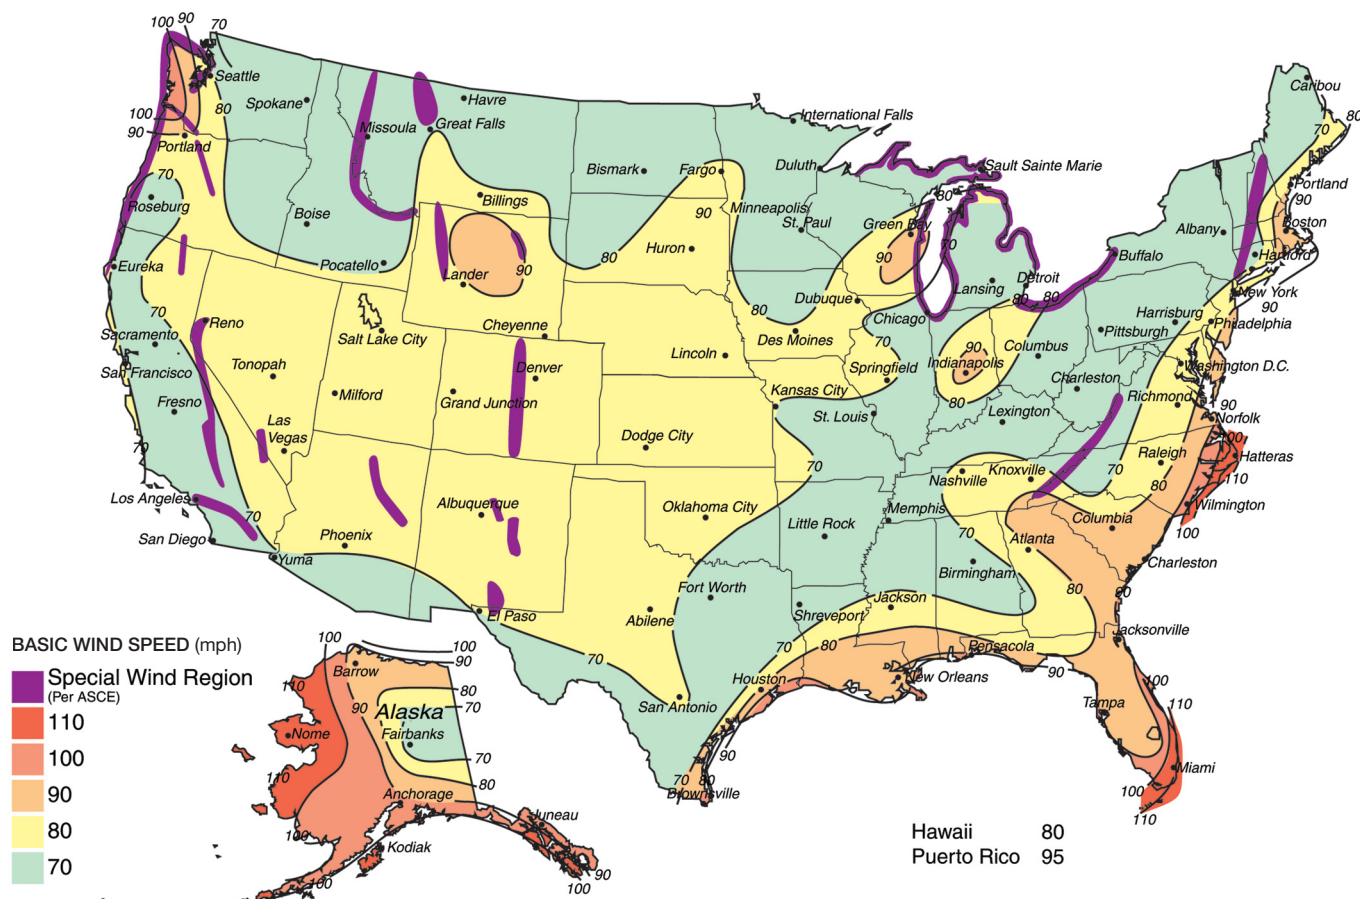 100 90 70
Seattle
Spokane
80
Havre
Missoula
Great Falls
100
90
Portland
International Falls
Caribou
70
80
Duluth
Sault Sainte Marie
Bismark
Fargo
70
Roseburg
Billings
Boise
90
Minneapolis
St. Paul
80
Green Bay
Portland
90
Boston
Albany
Huron
70
Hartford
Eureka
Pocatello
Lander
90
80
90
Buffalo
Detroit
Lansing
80 80
New York
90
Dubuque
80
Chicago
70
Reno
Sacramento
Salt Lake City
Cheyenne
Des Moines
70
Harrisburg
Philadelphia
Pittsburgh
San Francisco
Tonopah
Lincoln
90
Indianapolis
Columbus
Springfield
Washington D.C.
Denver
Grand Junction
Milford
Kansas City
80
Charleston
Richmond
90
Norfolk
Fresno
Las
Vegas
St. Louis
Lexington
100
70
Dodge City
Raleigh
Hatteras
70
Nashville
Knoxville
70
80
110
Los Angeles
Albuquerque
Oklahoma City
Memphis
Wilmington
70
San Diego
Phoenix
Little Rock
70
Atlanta
Columbia
100
Yuma
Birmingham
Charleston
Fort Worth
80
90
El Paso
Abilene
Shreveport
Jackson
Jacksonville
70
70
80
Pensacola
90
Houston
New Orleans
San Antonio
Tampa
100
110
90
70 80
Brownsville
Miami
100
110
BASIC WIND SPEED (mph)
Special Wind Region
(Per ASCE)
110
100
90
80
70
100
100
90
Barrow
110
80
70
90
Alaska
Fairbanks
Nome
70
110
80
Anchorage
100
Juneau
Kodiak
100
90
100
Hawaii 80
Puerto Rico 95